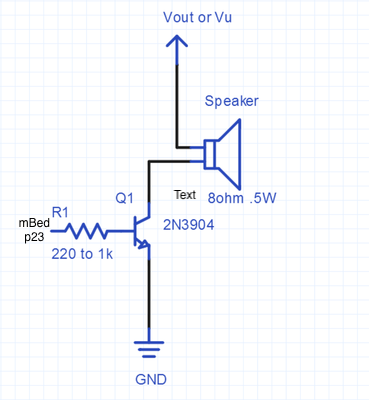 Vout or Vu
Speaker
Q1
Text
8ohm .5W
R1
mBed
p23
2N3904
220 to 1k
GND